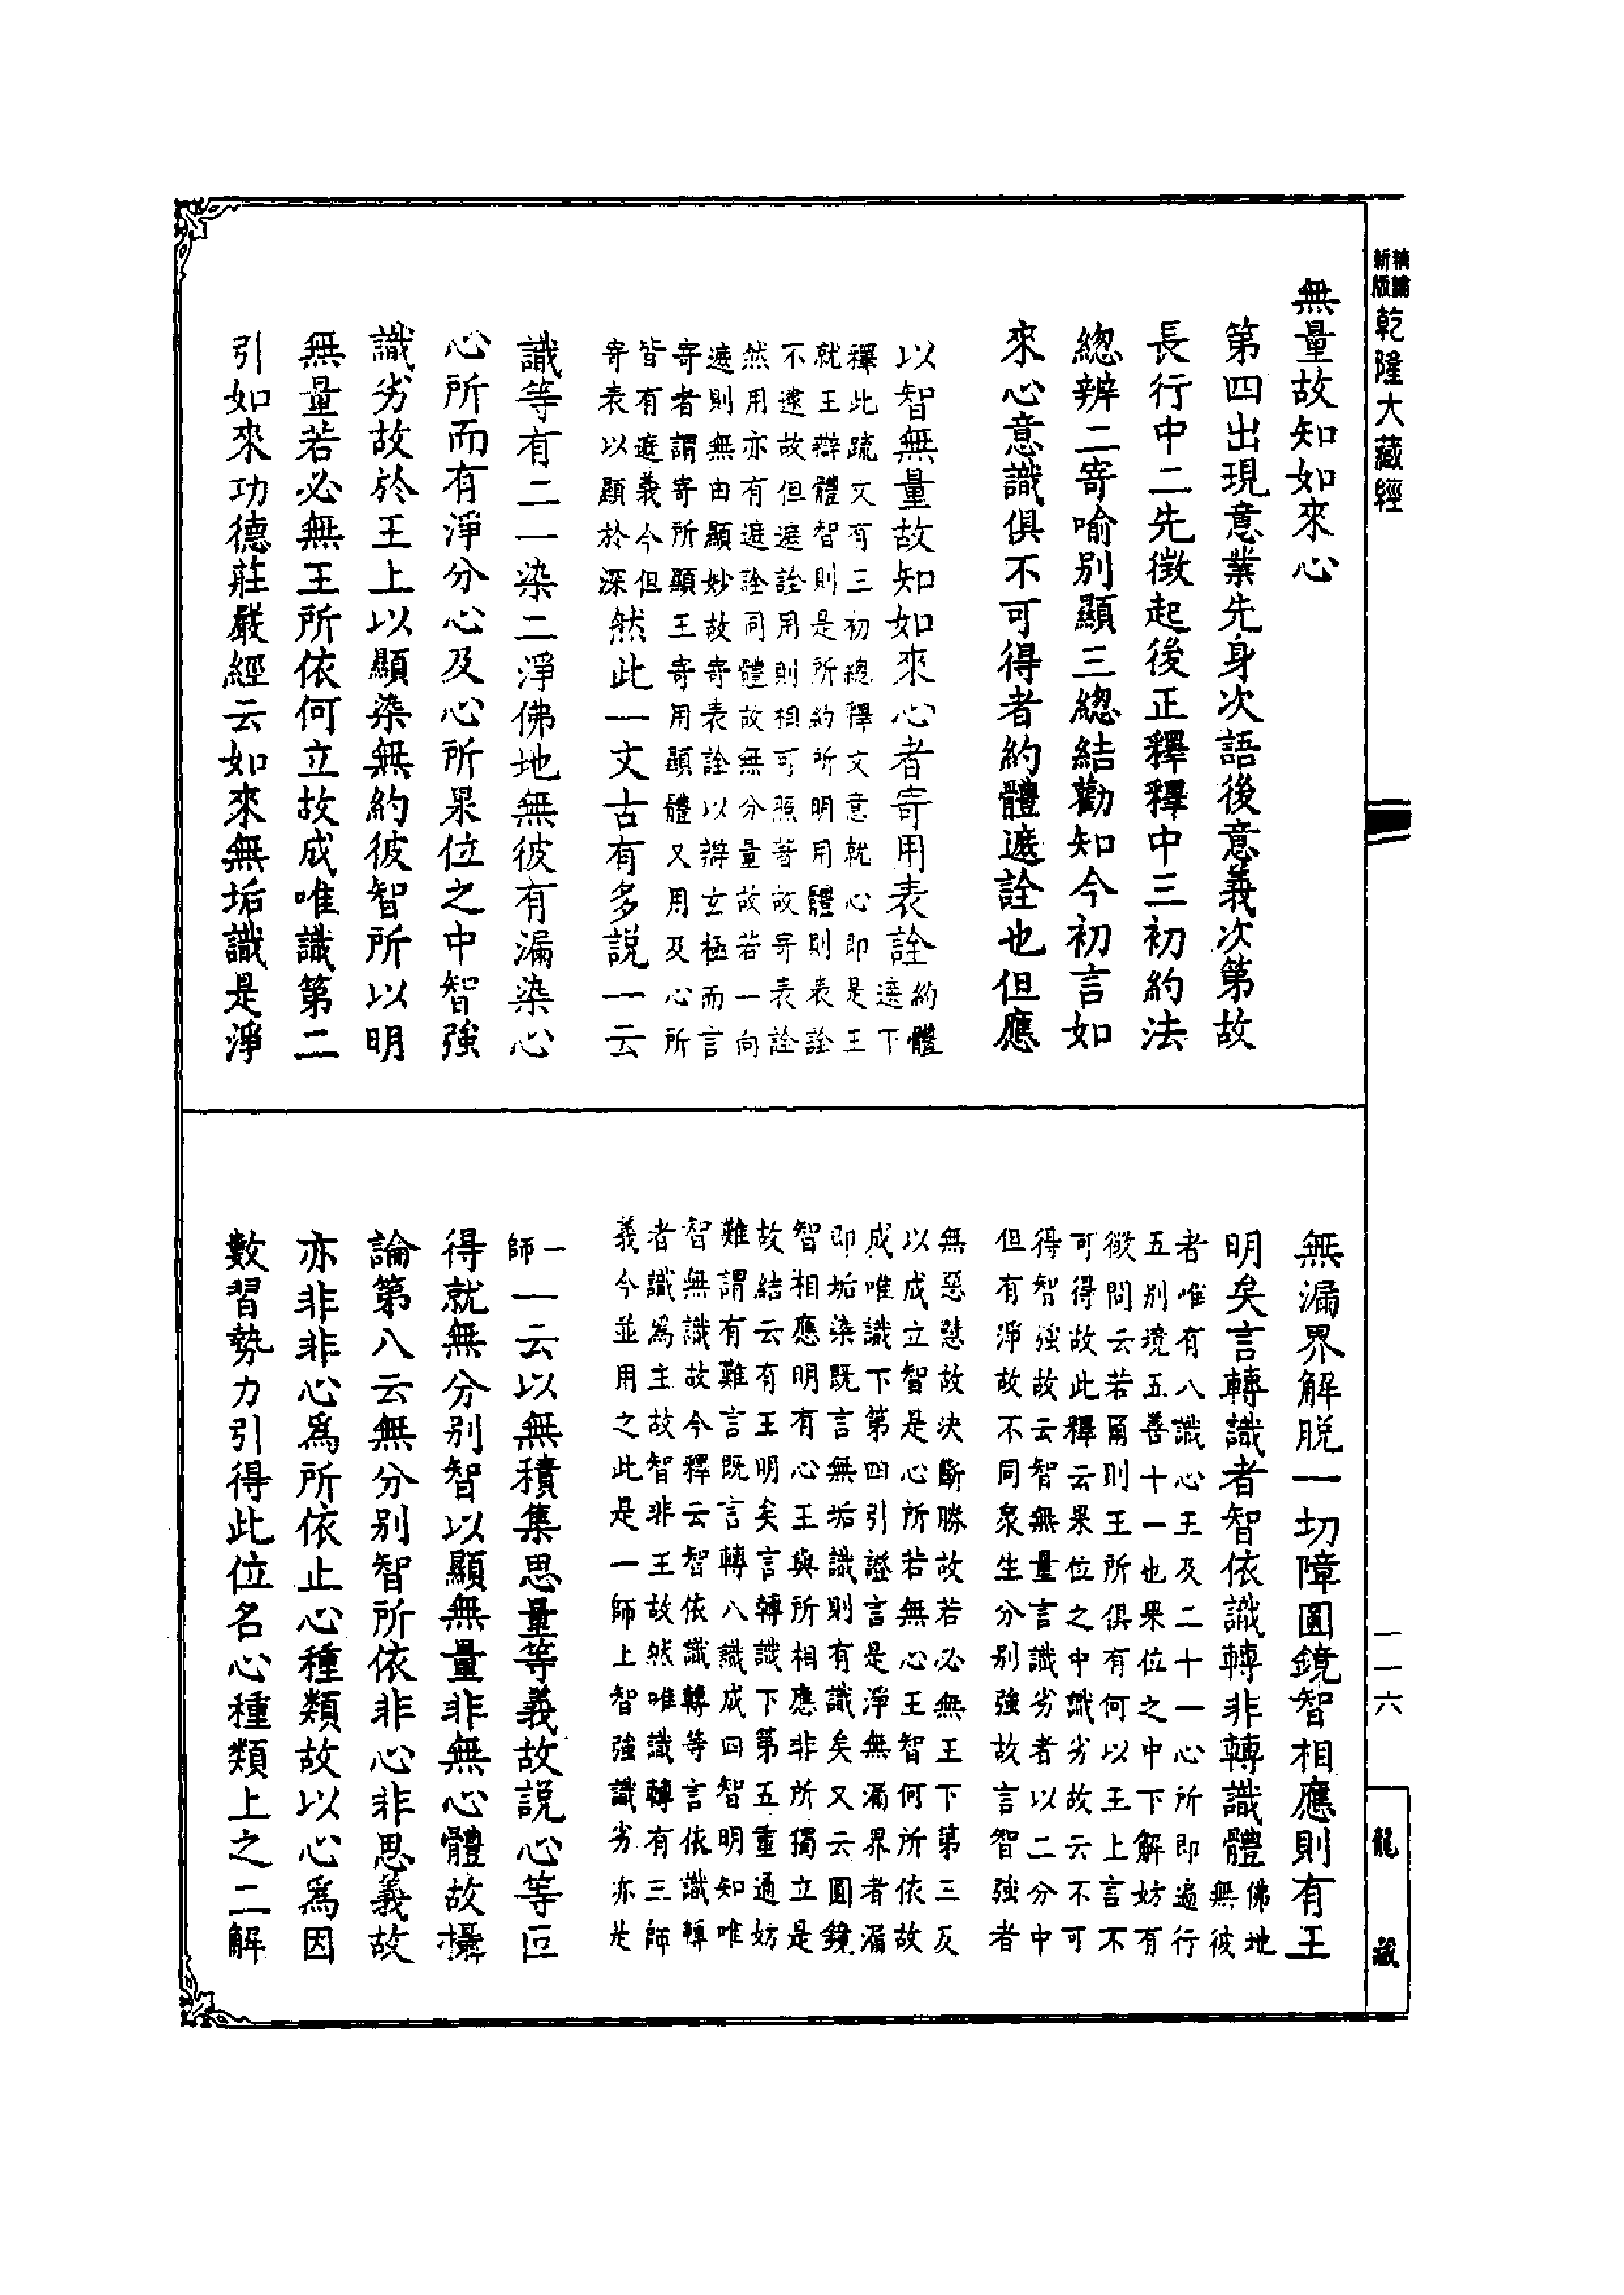 精繡
新版
乾隆大藏經
一一六
龍藏
無量故知如來心
第四出現意業先身次語後意義次第故
長行中二先徵起後正釋釋中三初約法
總辨二寄喻別顯三總結勸知今初言如
來心意識俱不可得者約體遮詮也但應
以智無量故知如來心者寄用表詮約體
遮下
釋此疏文有三初總釋文意就心即是王
就王辯體智則是所約所明用體則表詮
不違故但遮詮用則相可照著故寄表詮
然用亦有遮詮同體故無分量故若一向
遮則無由顯妙故寄表詮以辯玄極而言
寄者謂寄所顯王寄用顯體又用及心所
皆有遮義今但
寄表以顯於深
然此一文古有多説一云
識等有二一染二淨佛地無彼有漏染心
心所而有淨分心及心所果位之中智強
識劣故於王上以顯染無約彼智所以明
無量若必無王所依何立故成唯識第二
引如來功德莊嚴經云如來無垢識是淨
無漏界解脱一切障圓鏡智相應則有王
明矣言轉識者智依識轉非轉識體佛地
無彼
者唯有八識心王及二十一心所即遍行
五別境五善十一也果位之中下解妨有
徵問云若爾則王所俱有何以王上言不
可得故此釋云果位之中識劣故云不可
得智強故云智無量言識劣者以二分中
但有淨故不同衆生分別強故言智強者
無惡慧故決斷勝故若必無王下第三反
以成立智是心所若無心王智何所依故
成唯識下第四引證言是淨無漏界者漏
即垢染既言無垢識則有識矣又云圓鏡
智相應明有心王與所相應非所獨立是
故結云有王明矣言轉識下第五重通妨
難謂有難言既言轉八識成四智明知唯
智無識故今釋云智依識轉等言依識轉
者識爲主故智非王故然唯識轉有三師
義今並用之此是一師上智強識劣亦是
一
師
一云以無積集思量等義故説心等叵
得就無分別智以顯無量非無心體故攝
論第八云無分別智所依非心非思義故
亦非非心爲所依止心種類故以心爲因
數習勢力引得此位名心種類上之二解